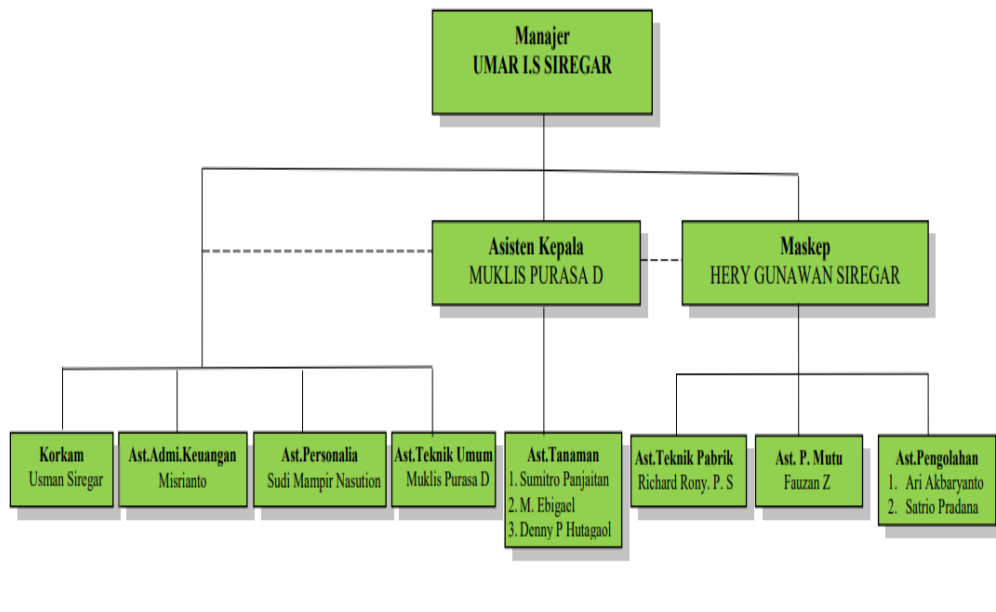 Manajer
UMAR I.S SIREGAR
Asisten Kepala
MUKLIS PURASA D
Maskep
HERY GUNAWAN SIREGAR
Korkam
Usman Siregar
Ast.Admi.Keuangan
Misrianto
Ast.Personalia
Sudi Mampir Nasution
Ast.Teknik Umum
Muklis Purasa D
Ast.Tanaman
1. Sumitro Panjaitan
2. M. Ebigael
3. Denny P Hutagaol
Ast.Teknik Pabrik
Richard Rony. P. S
Ast. P. Mutu
Fauzan Z
Ast.Pengolahan
1. Ari Akbaryanto
2. Satrio Pradana